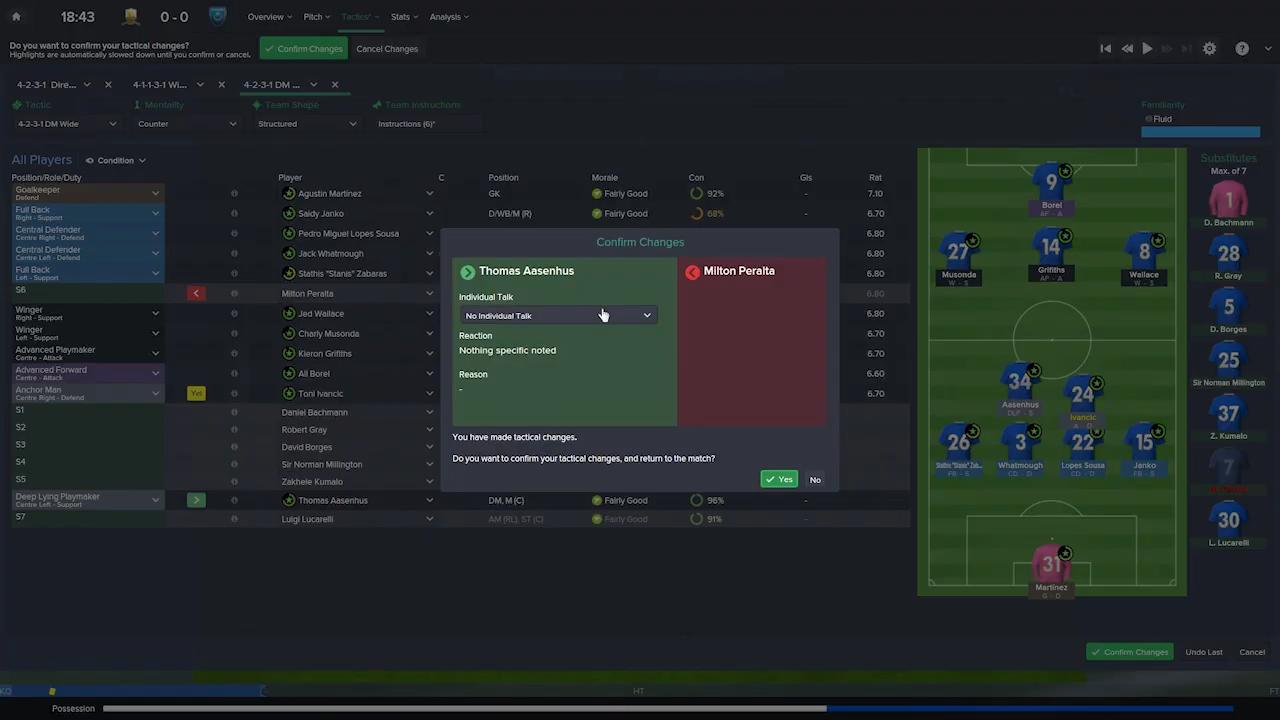 18:43 0 - 0 Overview Pitch Tactics* Stats Analysis
Do you want to confirm your tactical changes?
Highlights are automatically slowed down until you confirm or cancel.
Confirm Changes Cancel Changes
4-2-3-1 Dire... 4-1-1-3-1 Wi... 4-2-3-1 DM ...
Tactic Mentality Team Shape Team Instructions Familiarity
4-2-3-1 DM Wide Counter Structured Instructions (6)* Fluid
All Players Condition
Position/Role/Duty Player C Position Morale Con Gls Rat
Goalkeeper
Defend
Agustin Martinez GK Fairly Good 92% - 7.10
Full Back
Right - Support
Saidy Janko D/WB/M (R) Fairly Good 68% - 6.70
Central Defender
Centre Right - Defend
Pedro Miguel Lopes Sousa 6.80
Central Defender
Centre Left - Defend
Jack Whatmough 6.80
Full Back
Left - Support
Stathis "Stanis" Zabaras 6.80
S6 Milton Peralta 6.80
Winger
Right - Support
Jed Wallace 6.80
Winger
Left - Support
Charly Musonda 6.70
Advanced Playmaker
Centre - Attack
Kieron Griffiths 6.70
Advanced Forward
Centre - Attack
Ali Borel 6.60
Anchor Man
Centre Right - Defend
Yes Toni Ivancic 6.70
S1 Daniel Bachmann
S2 Robert Gray
S3 David Borges
S4 Sir Norman Millington
S5 Zakhele Kumalo
Deep Lying Playmaker
Centre Left - Support
Thomas Aasenhus DM, M (C) Fairly Good 96% -
S7 Luigi Lucarelli AM (RL), ST (C) Fairly Good 91% -
Confirm Changes
Thomas Aasenhus Milton Peralta
Individual Talk
No Individual Talk
Reaction
Nothing specific noted
Reason
-
You have made tactical changes.
Do you want to confirm your tactical changes, and return to the match?
Yes No
9
Borel
AF - A
27 14 8
Musonda Griffiths Wallace
W - S AP - A W - S
34 24
Aasenhus Ivancic
DLP - S A - D
26 3 22 15
Stathis "Stanis" Zab... Whatmough Lopes Sousa Janko
FB - S CD - D CD - D FB - S
31
Martinez
G - D
Substitutes
Max. of 7
1
D. Bachmann
28
R. Gray
5
D. Borges
25
Sir Norman Millington
37
Z. Kumalo
7
30
L. Lucarelli
Confirm Changes Undo Last Cancel
KO HT FT
Possession